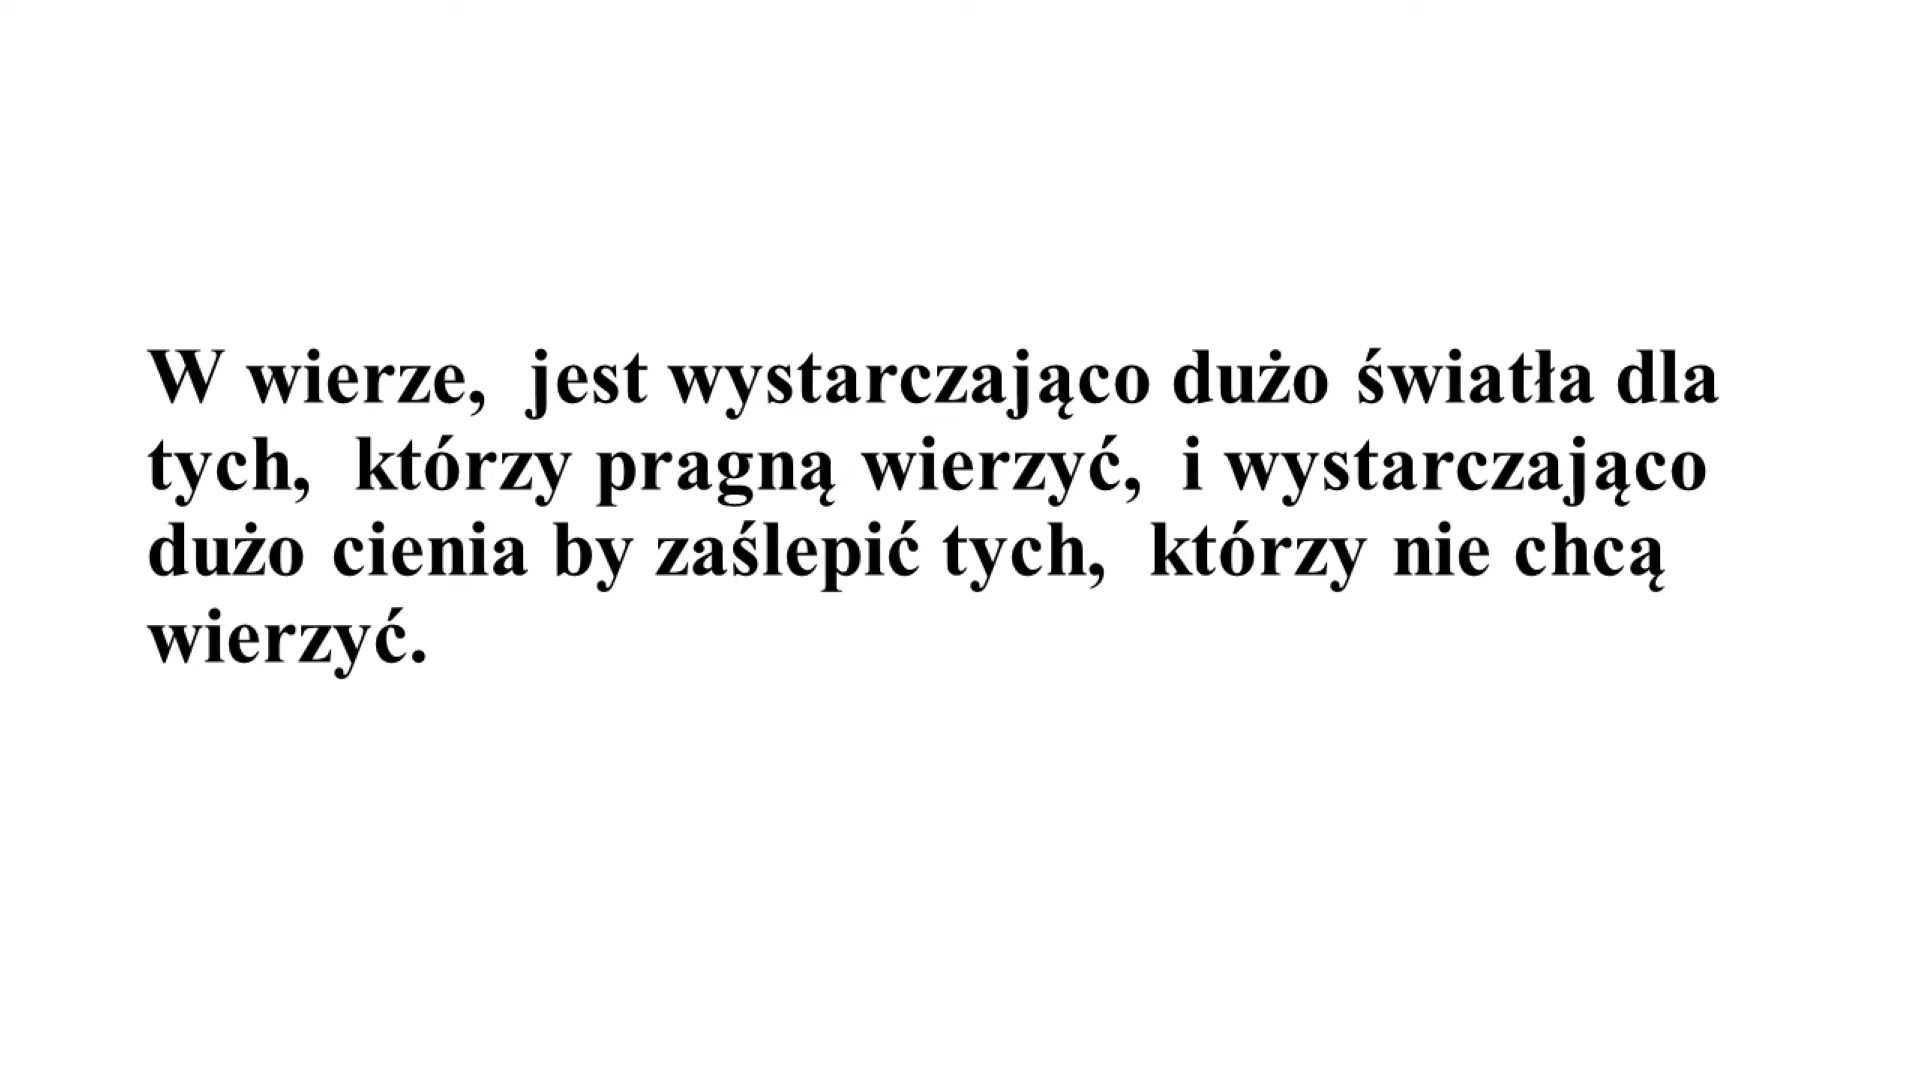 W wierze,  jest wystarczająco dużo światła dla
tych,  którzy pragną wierzyć,  i wystarczająco
dużo cienia by zaślepić tych,  którzy nie chcą
wierzyć.